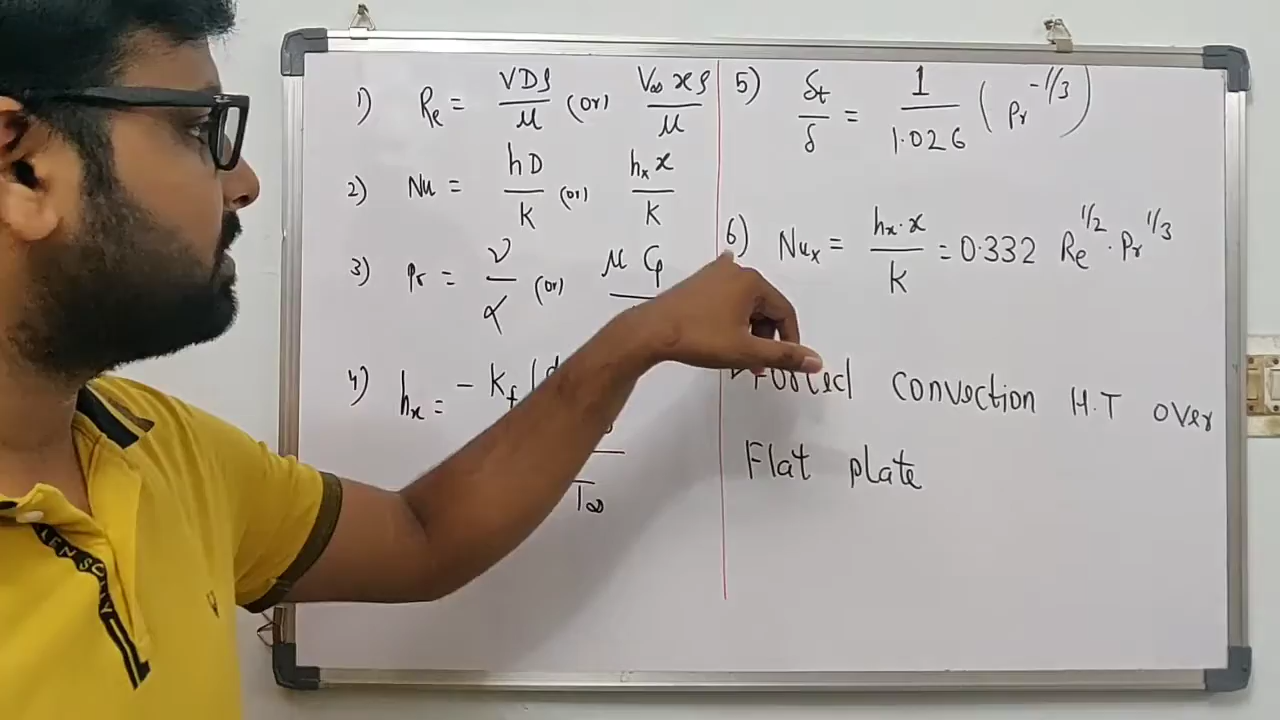 1) Re = VDρ/μ (or) V∞ xρ/μ
2) Nu = hD/K (or) hx x/K
3) Pr = ν/α (or) μ Cp
4) hx = - Kf
T∞
5) δt/δ = 1/1.026 (Pr^-1/3)
6) Nux = hx·x/K = 0.332 Re^1/2 · Pr^1/3
Forced convection H.T over
Flat plate